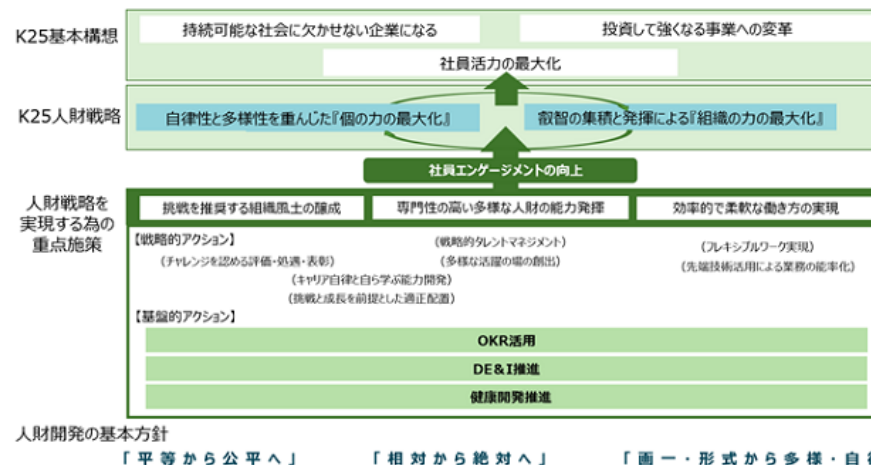 K25基本構想
持続可能な社会に欠かせない企業になる
投資して強くなる事業への変革
社員活力の最大化
K25人財戦略
自律性と多様性を重んじた『個の力の最大化』
叡智の集積と発揮による『組織の力の最大化』
社員エンゲージメントの向上
人財戦略を
実現する為の
重点施策
挑戦を推奨する組織風土の醸成
専門性の高い多様な人財の能力発揮
効率的で柔軟な働き方の実現
【戦略的アクション】
(チャレンジを認める評価・処遇・表彰)
(戦略的タレントマネジメント)
(多様な活躍の場の創出)
(キャリア自律と自ら学ぶ能力開発)
(挑戦と成長を前提とした適正配置)
(フレキシブルワーク実現)
(先端技術活用による業務の能率化)
【基盤的アクション】
OKR活用
DE&I推進
健康開発推進
人財開発の基本方針
「平等から公平へ」
「相対から絶対へ」
「画一・形式から多様・自